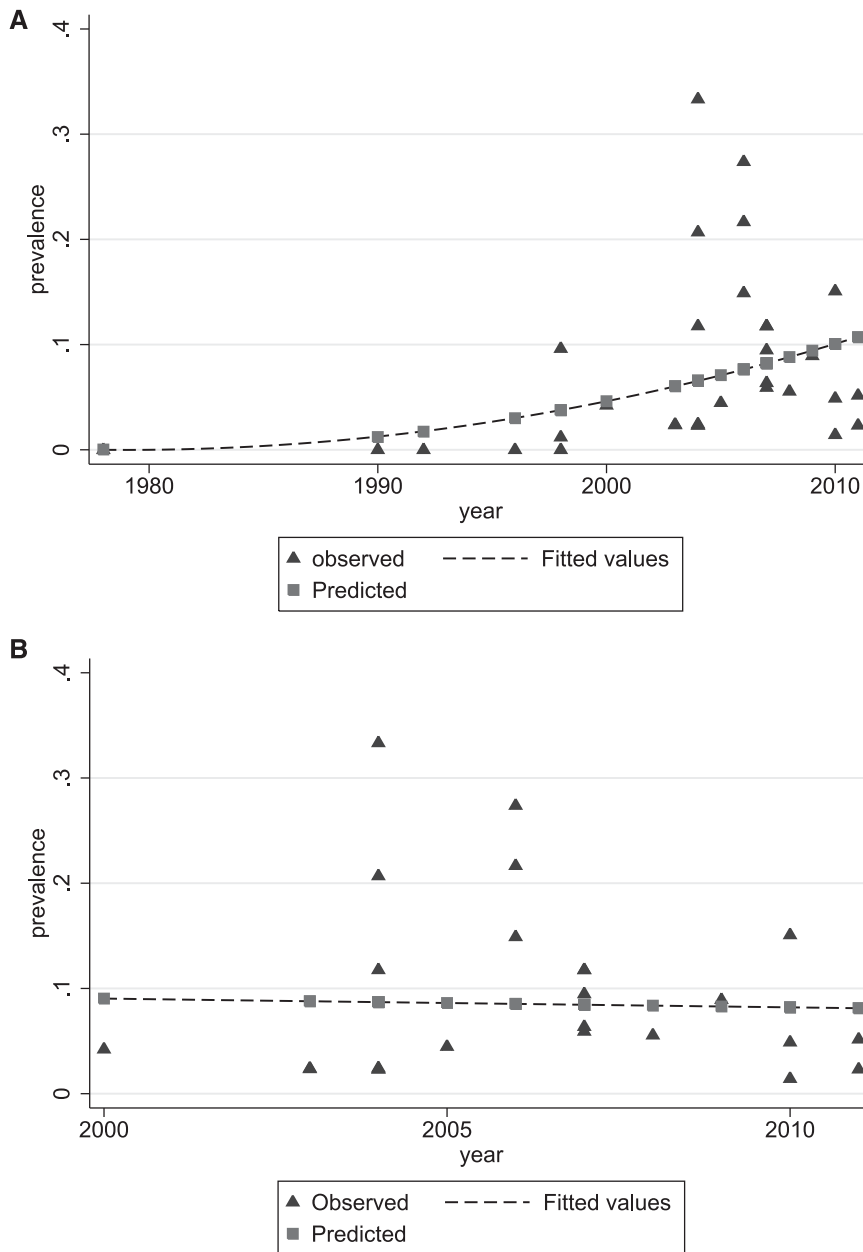 A
.4
.3
.2
.1
0
prevalence
1980 1990 2000 2010
year
observed Fitted values
Predicted
B
.4
.3
.2
.1
0
prevalence
2000 2005 2010
year
Observed Fitted values
Predicted